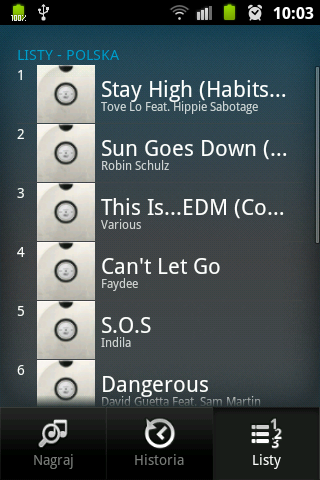 100%
10:03
LISTY - POLSKA
1
Stay High (Habits...
Tove Lo Feat. Hippie Sabotage
2
Sun Goes Down (...
Robin Schulz
3
This Is...EDM (Co...
Various
4
Can't Let Go
Faydee
5
S.O.S
Indila
6
Dangerous
David Guetta Feat. Sam Martin
Nagraj
Historia
Listy